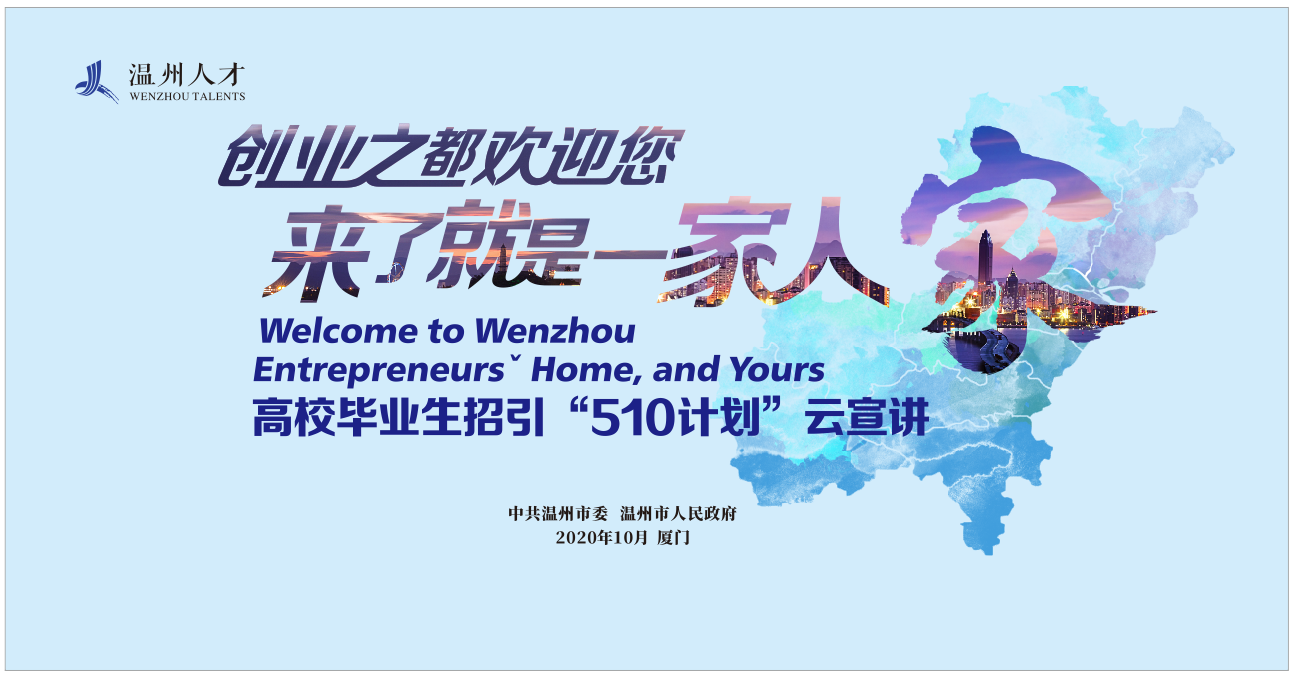 温州人才
WENZHOU TALENTS
创业之都欢迎您
来了就是一家人
家
Welcome to Wenzhou
Entrepreneursˇ Home, and Yours
高校毕业生招引“510计划”云宣讲
中共温州市委 温州市人民政府
2020年10月 厦门